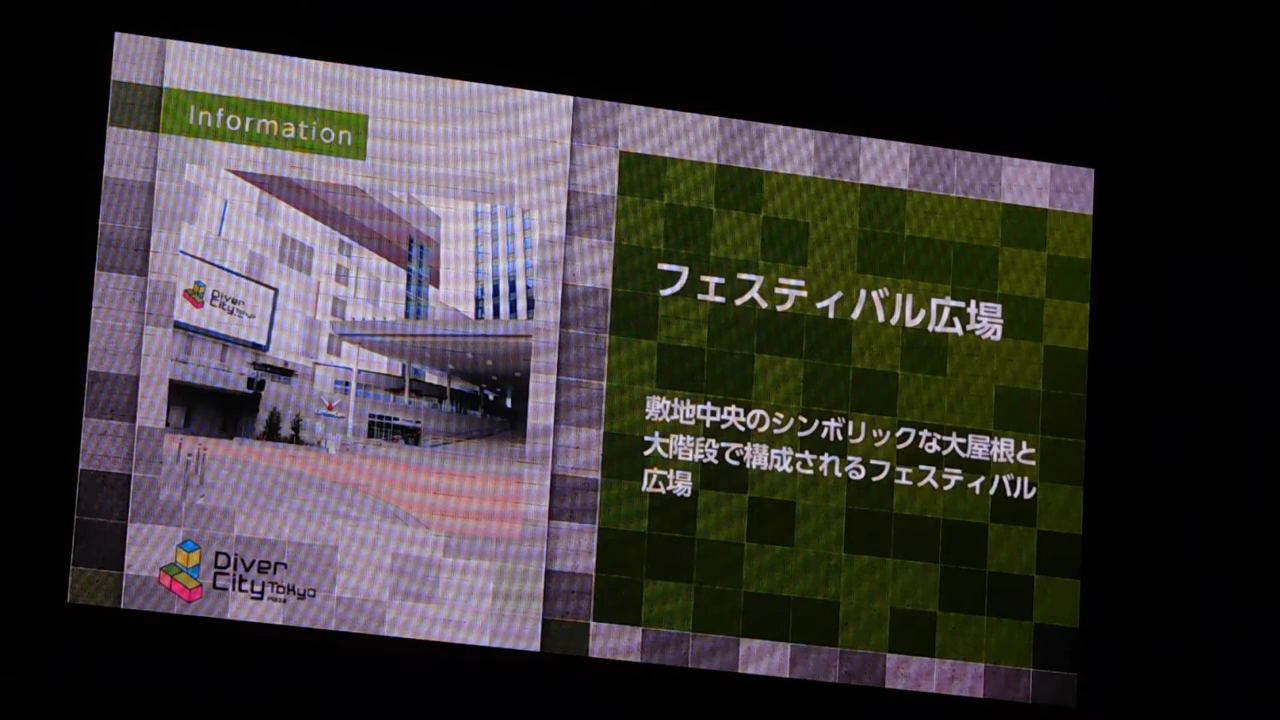 Information
Diver
City Tokyo
フェスティバル広場
敷地中央のシンボリックな大屋根と
大階段で構成されるフェスティバル
広場
Diver
City Tokyo
PLAZA